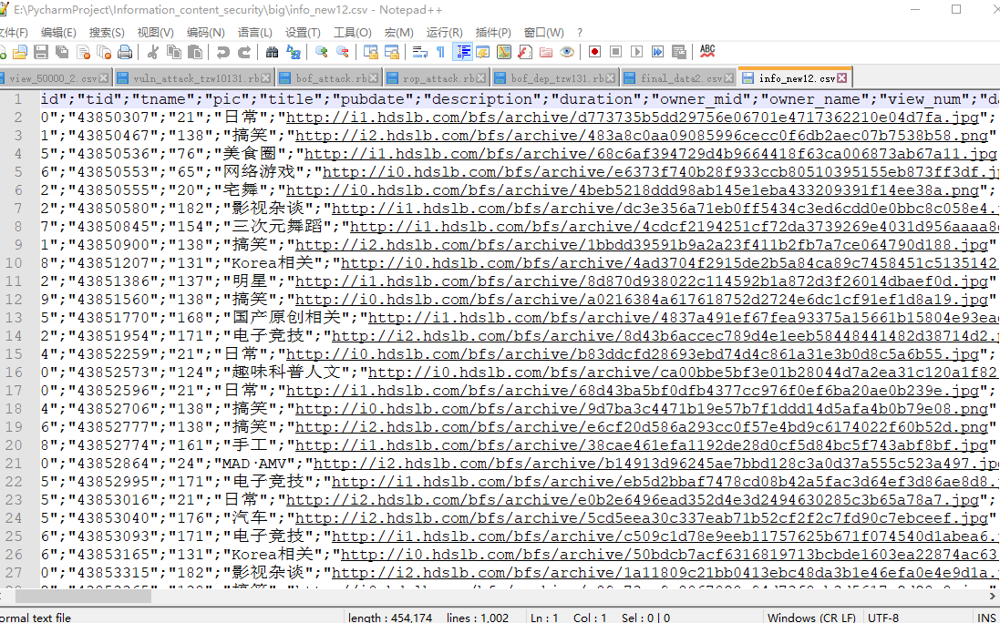 E:\PycharmProject\Information_content_security\big\info_new12.csv - Notepad++
文件(F) 编辑(E) 搜索(S) 视图(V) 编码(N) 语言(L) 设置(T) 工具(O) 宏(M) 运行(R) 插件(P) 窗口(W) ?
view_50000_2.csv vuln_attack_tzw10131.rb bof_attack.rb rop_attack.rb bof_dep_tzw131.rb final_data2.csv info_new12.csv
1 id";"tid";"tname";"pic";"title";"pubdate";"description";"duration";"owner_mid";"owner_name";"view_num";"da
2 0";"43850307";"21";"日常";"http://i1.hdslb.com/bfs/archive/d773735b5dd29756e06701e4717362210e04d7fa.jpg";
3 1";"43850467";"138";"搞笑";"http://i2.hdslb.com/bfs/archive/483a8c0aa09085996cecc0f6db2aec07b7538b58.png"
4 5";"43850536";"76";"美食圈";"http://i1.hdslb.com/bfs/archive/68c6af394729d4b9664418f63ca006873ab67a11.jpg
5 6";"43850553";"65";"网络游戏";"http://i0.hdslb.com/bfs/archive/e6373f740b28f933ccb80510395155eb873ff3df.j
6 2";"43850555";"20";"宅舞";"http://i0.hdslb.com/bfs/archive/4beb5218ddd98ab145e1eba433209391f14ee38a.png";
7 2";"43850580";"182";"影视杂谈";"http://i1.hdslb.com/bfs/archive/dc3e356a71eb0ff5434c3ed6cdd0e0bbc8c058e4.
8 7";"43850845";"154";"三次元舞蹈";"http://i1.hdslb.com/bfs/archive/4cdcf2194251cf72da3739269e4031d956aaaa8
9 1";"43850900";"138";"搞笑";"http://i2.hdslb.com/bfs/archive/1bbdd39591b9a2a23f411b2fb7a7ce064790d188.jpg"
10 8";"43851207";"131";"Korea相关";"http://i0.hdslb.com/bfs/archive/4ad3704f2915de2b5a84ca89c7458451c5135142
11 2";"43851386";"137";"明星";"http://i1.hdslb.com/bfs/archive/8d870d938022c114592b1a872d3f26014dbaef0d.jpg"
12 9";"43851560";"138";"搞笑";"http://i0.hdslb.com/bfs/archive/a0216384a617618752d2724e6dc1cf91ef1d8a19.jpg"
13 5";"43851770";"168";"国产原创相关";"http://i1.hdslb.com/bfs/archive/4837a491ef67fea93375a15661b15804e93ea
14 2";"43851954";"171";"电子竞技";"http://i2.hdslb.com/bfs/archive/8d43b6accec789d4e1eeb58448441482d38714d2.
15 4";"43852259";"21";"日常";"http://i0.hdslb.com/bfs/archive/b83ddcfd28693ebd74d4c861a31e3b0d8c5a6b55.jpg";
16 0";"43852573";"124";"趣味科普人文";"http://i0.hdslb.com/bfs/archive/ca00bbe5bf3e01b28044d7a2ea31c120a1f82
17 0";"43852596";"21";"日常";"http://i1.hdslb.com/bfs/archive/68d43ba5bf0dfb4377cc976f0ef6ba20ae0b239e.jpg";
18 4";"43852706";"138";"搞笑";"http://i0.hdslb.com/bfs/archive/9d7ba3c4471b19e57b7f1ddd14d5afa4b0b79e08.png"
19 6";"43852777";"138";"搞笑";"http://i2.hdslb.com/bfs/archive/e6cf20d586a293cc0f57e4bd9c6174022f60b52d.png"
20 8";"43852774";"161";"手工";"http://i1.hdslb.com/bfs/archive/38cae461efa1192de28d0cf5d84bc5f743abf8bf.jpg"
21 0";"43852864";"24";"MAD·AMV";"http://i2.hdslb.com/bfs/archive/b14913d96245ae7bbd128c3a0d37a555c523a497.jp
22 5";"43852995";"171";"电子竞技";"http://i1.hdslb.com/bfs/archive/eb5d2bbaf7478cd08b42a5fac3d64ef3d86ae8d8.
23 5";"43853016";"21";"日常";"http://i2.hdslb.com/bfs/archive/e0b2e6496ead352d4e3d2494630285c3b65a78a7.jpg";
24 5";"43853040";"176";"汽车";"http://i2.hdslb.com/bfs/archive/5cd5eea30c337eab71b52cf2f2c7fd90c7ebceef.jpg"
25 6";"43853093";"171";"电子竞技";"http://i1.hdslb.com/bfs/archive/c509c1d78e9eeb11757625b671f074540d1abea6.
26 6";"43853165";"131";"Korea相关";"http://i0.hdslb.com/bfs/archive/50bdcb7acf6316819713bcbde1603ea22874ac63
27 0";"43853315";"182";"影视杂谈";"http://i2.hdslb.com/bfs/archive/1a11809c21bb0413ebc48da3b1e46efa0e4e9d1a.
ormal text file length : 454,174 lines : 1,002 Ln : 1 Col : 1 Sel : 0 | 0 Windows (CR LF) UTF-8 INS